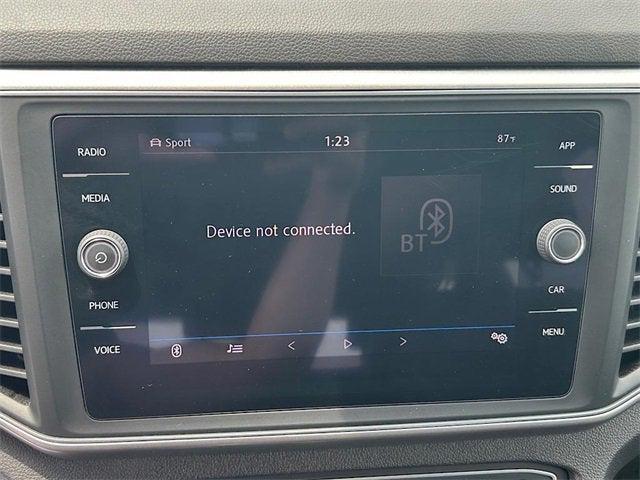 RADIO
MEDIA
PHONE
VOICE
Sport 1:23 87°F
Device not connected.
BT
APP
SOUND
CAR
MENU